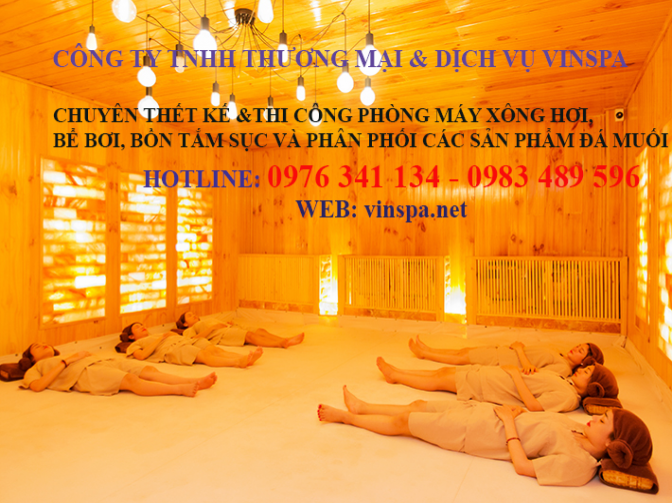 CÔNG TY TNHH THƯƠNG MẠI & DỊCH VỤ VINSPA
CHUYÊN THẾT KẾ &THI CÔNG PHÒNG MÁY XÔNG HƠI,
BỂ BƠI, BỒN TẮM SỤC VÀ PHÂN PHỐI CÁC SẢN PHẨM ĐÁ MUỐI
HOTLINE: 0976 341 134 - 0983 489 596
WEB: vinspa.net